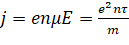 j = enμE = e²nτ/m